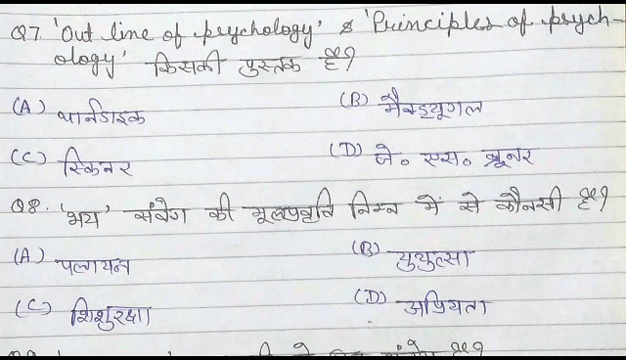 Q7. 'Out line of psychology' & 'Principles of psych-
ology' किसकी पुस्तक है?
(A) थार्नडाइक (B) मैक्ड्यूगल
(C) स्किनर (D) जे० एस० ब्रूनर
Q8. 'भय' संवेग की मूलप्रवृत्ति निम्न में से कौनसी है?
(A) पलायन (B) युयुत्सा
(C) शिशुरक्षा (D) अप्रियता